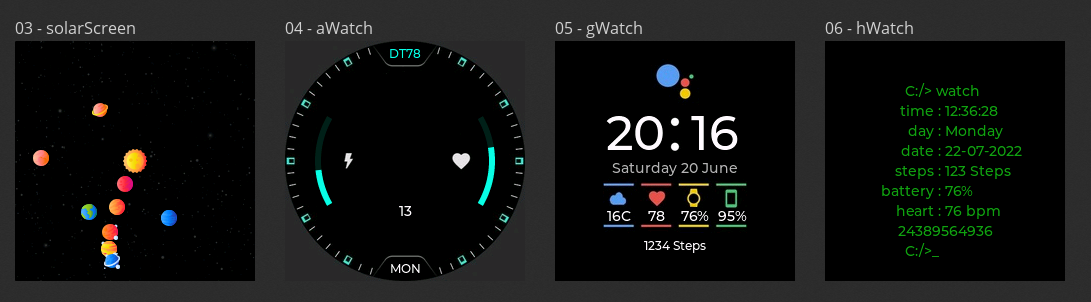 03 - solarScreen
04 - aWatch
DT78
13
MON
05 - gWatch
20:16
Saturday 20 June
16C 78 76% 95%
1234 Steps
06 - hWatch
C:/> watch
time : 12:36:28
day : Monday
date : 22-07-2022
steps : 123 Steps
battery : 76%
heart : 76 bpm
24389564936
C:/>_